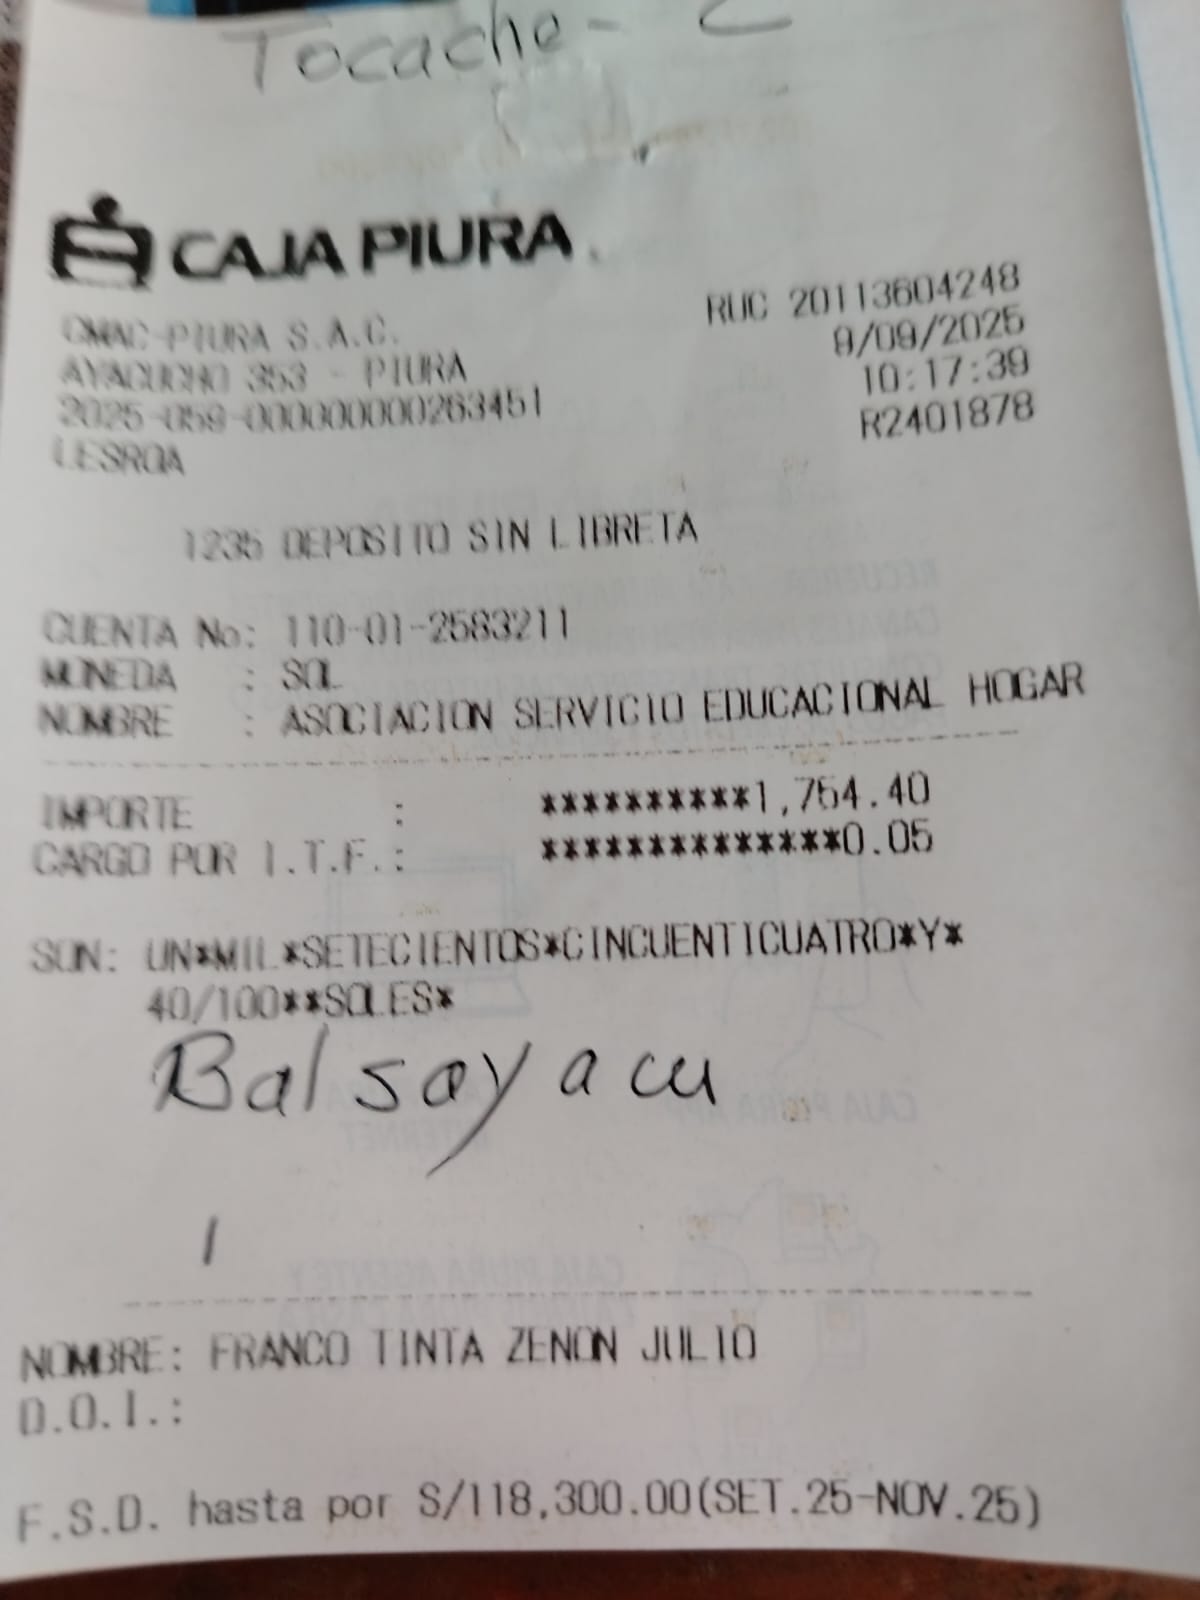 Tocache - 2
CAJA PIURA
CMAC-PIURA S.A.C. RUC 20113604248
AYACUCHO 353 - PIURA 9/09/2025
2025-059-000000000263451 10:17:39
LESROA R2401878
1235 DEPOSITO SIN LIBRETA
CUENTA No: 110-01-2583211
MONEDA : SOL
NOMBRE : ASOCIACION SERVICIO EDUCACIONAL HOGAR
IMPORTE : **********1,754.40
CARGO POR I.T.F.: **************0.05
SON: UN*MIL*SETECIENTOS*CINCUENTICUATRO*Y*
40/100**SOLES*
Balsayacu
NOMBRE: FRANCO TINTA ZENON JULIO
D.O.I.:
F.S.D. hasta por S/118,300.00(SET.25-NOV.25)